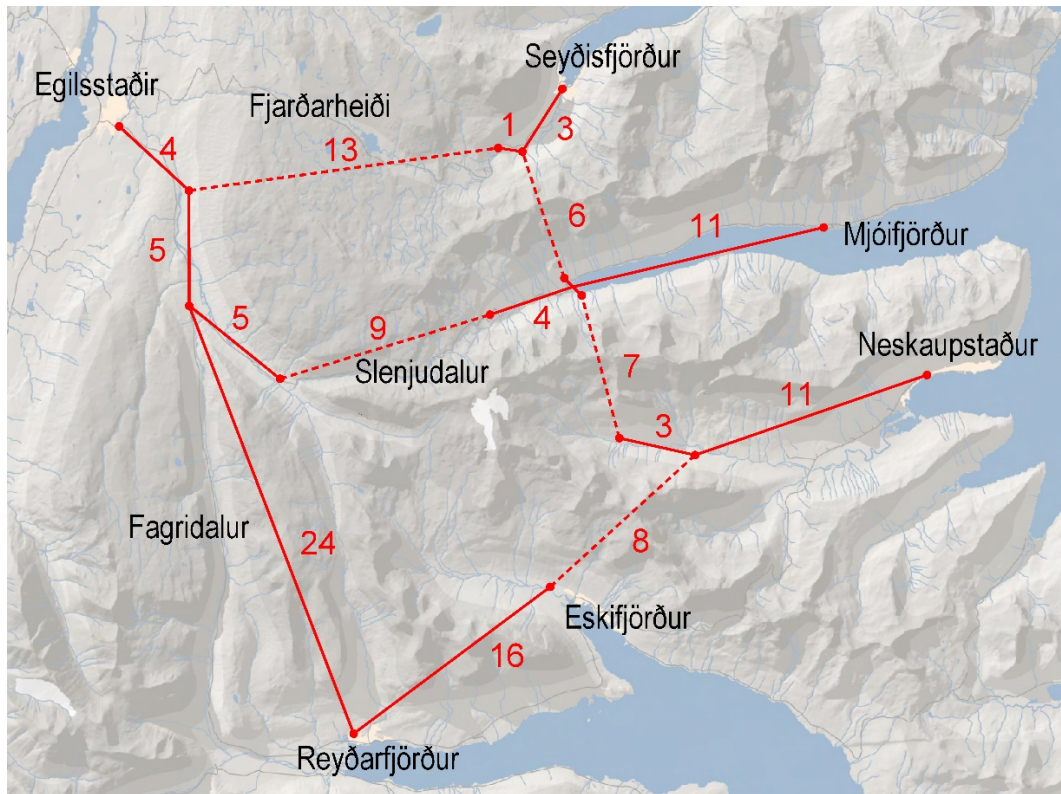 Seyðisfjörður
Egilsstaðir
Fjarðarheiði
1
3
4
13
6
11
Mjóifjörður
5
5
9
4
Slenjudalur
Neskaupstaður
7
11
3
Fagridalur
24
8
Eskifjörður
16
Reyðarfjörður